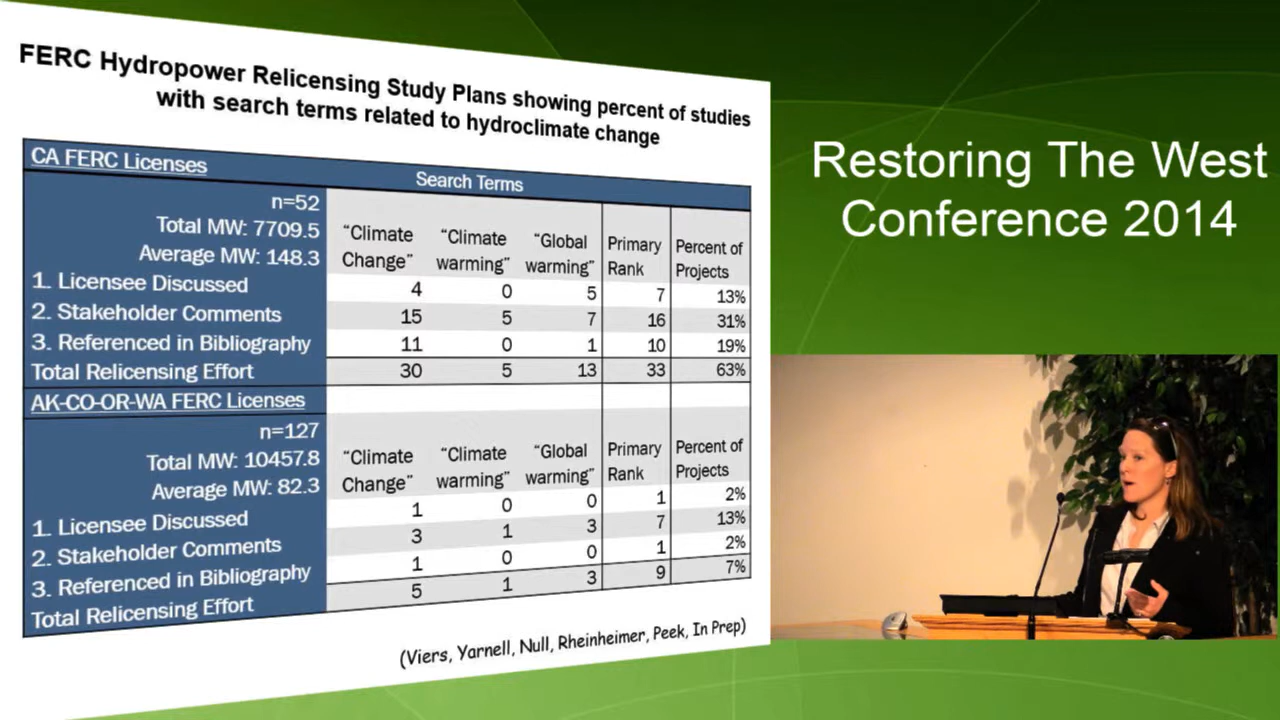 FERC Hydropower Relicensing Study Plans showing percent of studies
with search terms related to hydroclimate change
CA FERC Licenses
Search Terms
n=52
Total MW: 7709.5
Average MW: 148.3
“Climate Change” “Climate warming” “Global warming” Primary Rank Percent of Projects
1. Licensee Discussed 4 0 5 7 13%
2. Stakeholder Comments 15 5 7 16 31%
3. Referenced in Bibliography 11 0 1 10 19%
Total Relicensing Effort 30 5 13 33 63%
AK-CO-OR-WA FERC Licenses
n=127
Total MW: 10457.8
Average MW: 82.3
“Climate Change” “Climate warming” “Global warming” Primary Rank Percent of Projects
1. Licensee Discussed 1 0 0 1 2%
2. Stakeholder Comments 3 1 3 7 13%
3. Referenced in Bibliography 1 0 0 1 2%
Total Relicensing Effort 5 1 3 9 7%
(Viers, Yarnell, Null, Rheinheimer, Peek, In Prep)
Restoring The West
Conference 2014